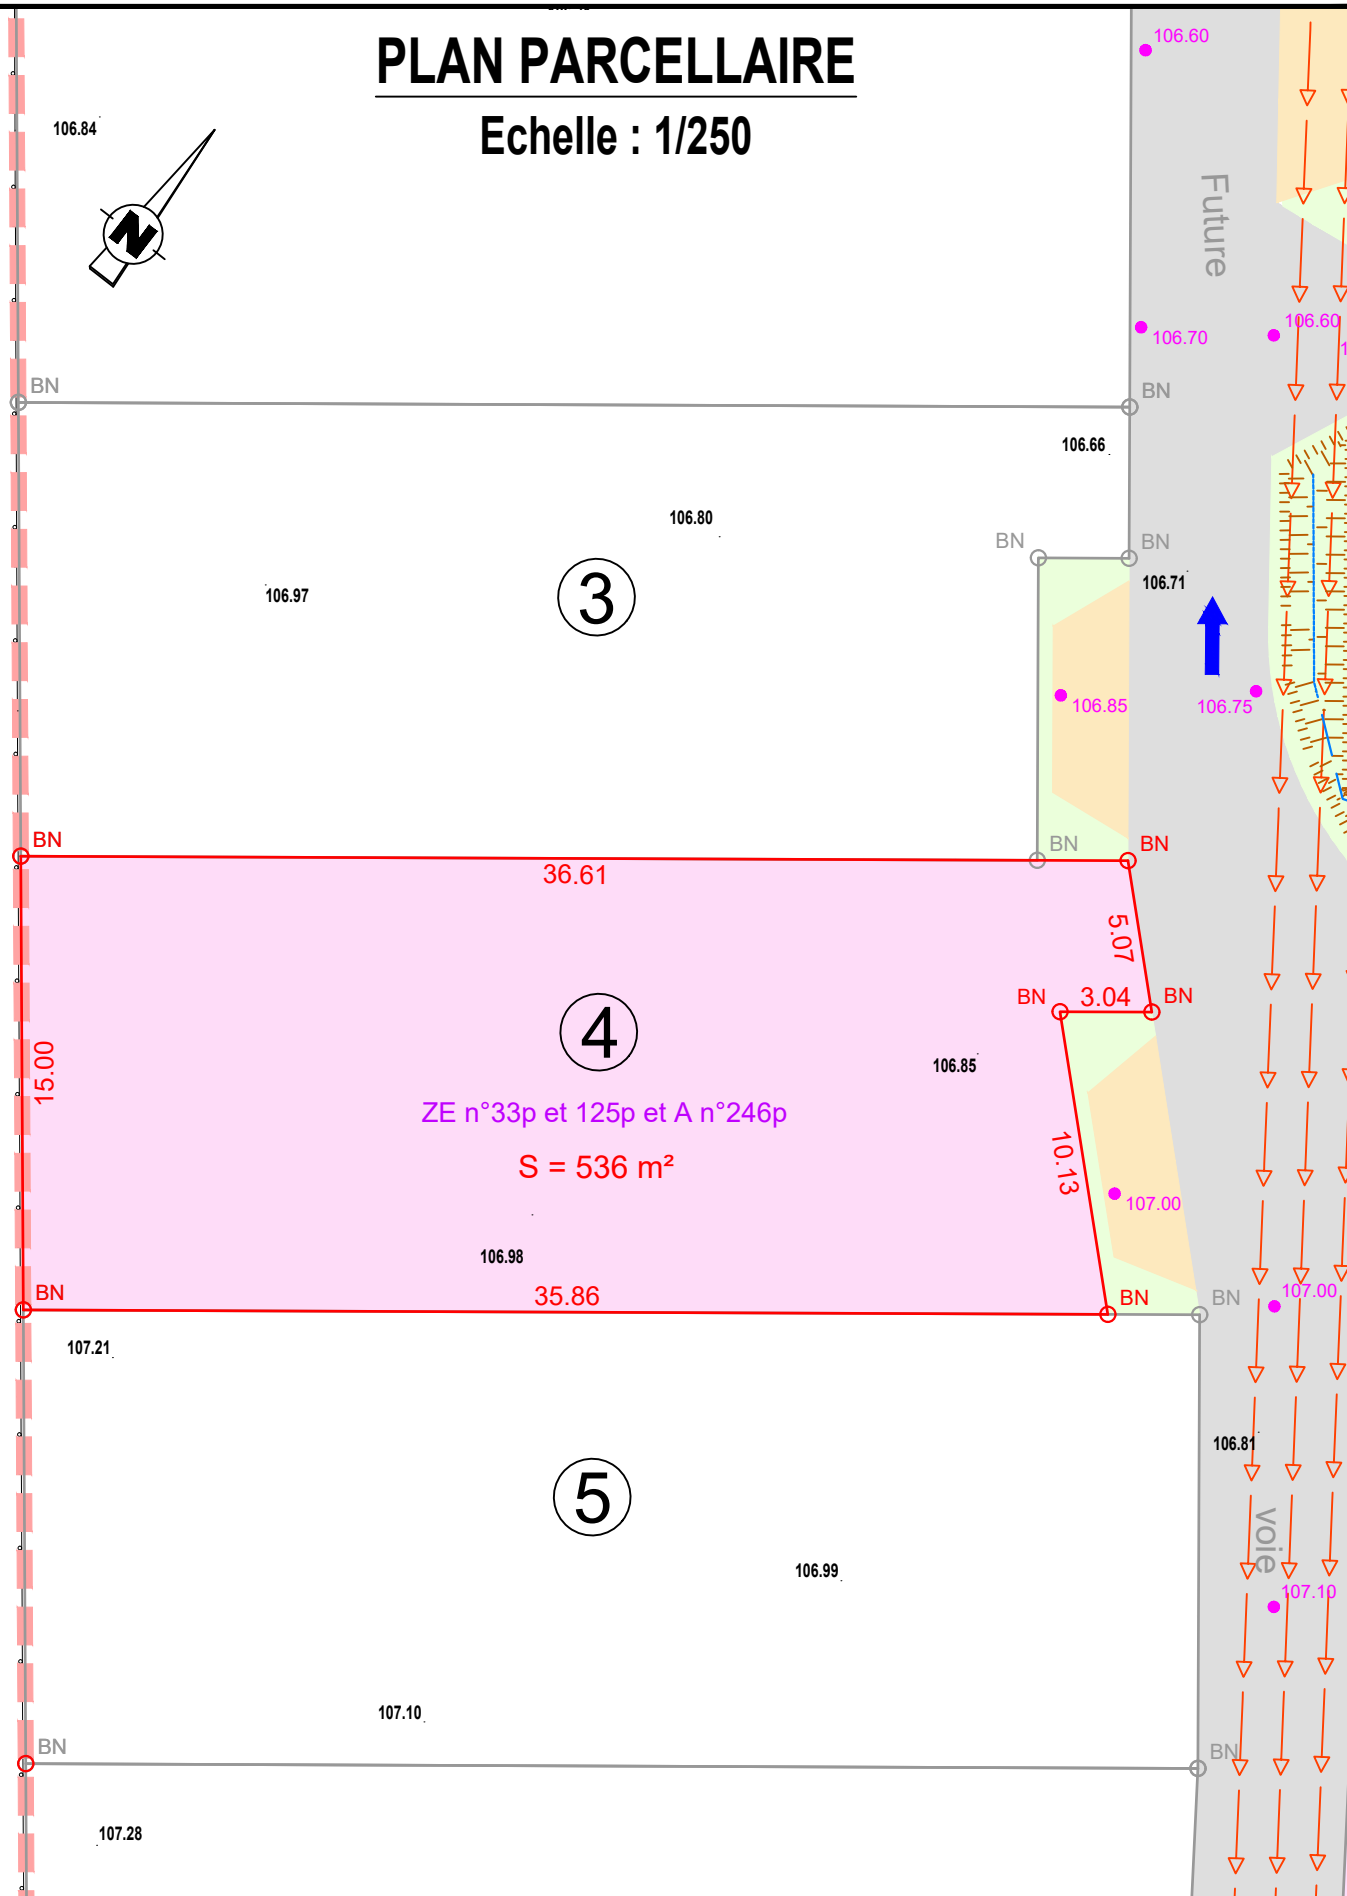 PLAN PARCELLAIRE
106.60
Echelle : 1/250
106.84
N
Future
106.60
106.70
BN
BN
106.66
106.80
BN
BN
106.71
106.97
3
106.85
106.75
BN
BN
BN
36.61
5.07
BN
3.04
BN
4
15.00
106.85
ZE n°33p et 125p et A n°246p
10.13
S = 536 m²
107.00
106.98
BN
35.86
BN
BN
107.00
107.21
106.81
5
voie
106.99
107.10
107.10
BN
BN
107.28